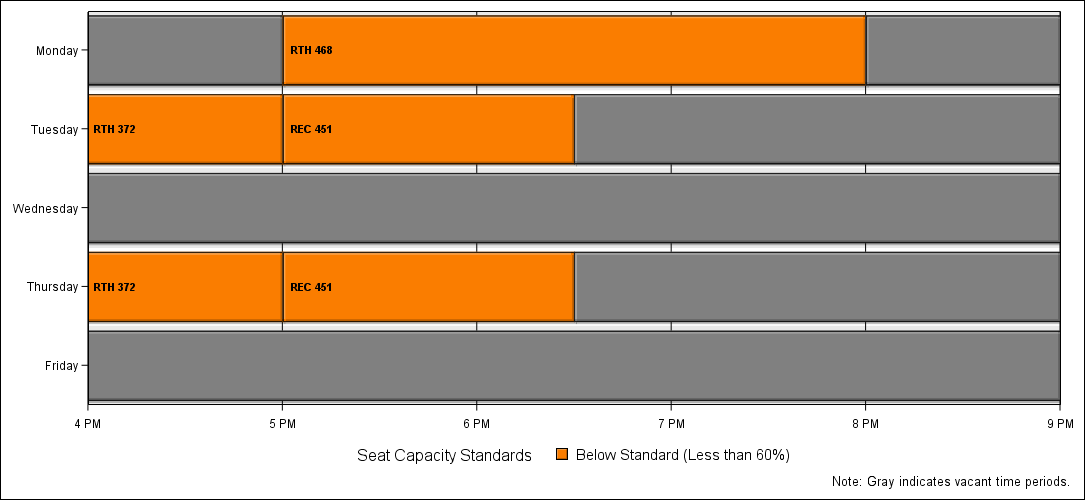 Monday
RTH 468
Tuesday
RTH 372
REC 451
Wednesday
Thursday
RTH 372
REC 451
Friday
4 PM
5 PM
6 PM
7 PM
8 PM
9 PM
Seat Capacity Standards
Below Standard (Less than 60%)
Note: Gray indicates vacant time periods.